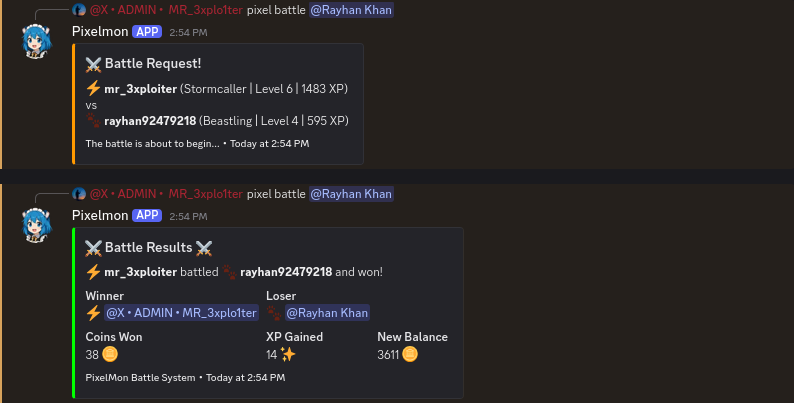 @X • ADMIN • MR_3xplo1ter pixel battle @Rayhan Khan
Pixelmon APP 2:54 PM
⚔️ Battle Request!
⚡ mr_3xploiter (Stormcaller | Level 6 | 1483 XP)
vs
🐾 rayhan92479218 (Beastling | Level 4 | 595 XP)
The battle is about to begin... • Today at 2:54 PM
@X • ADMIN • MR_3xplo1ter pixel battle @Rayhan Khan
Pixelmon APP 2:54 PM
⚔️ Battle Results ⚔️
⚡ mr_3xploiter battled 🐾 rayhan92479218 and won!
Winner Loser
⚡ @X • ADMIN • MR_3xplo1ter 🐾 @Rayhan Khan
Coins Won XP Gained New Balance
38 🪙 14 ✨ 3611 🪙
PixelMon Battle System • Today at 2:54 PM